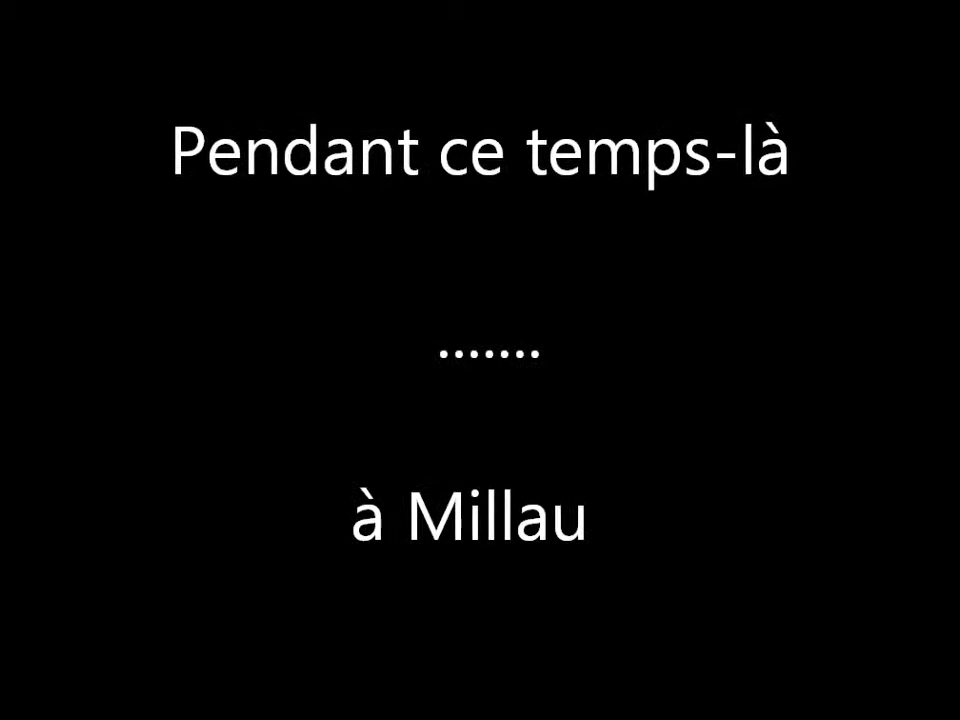 Pendant ce temps-là
.......
à Millau